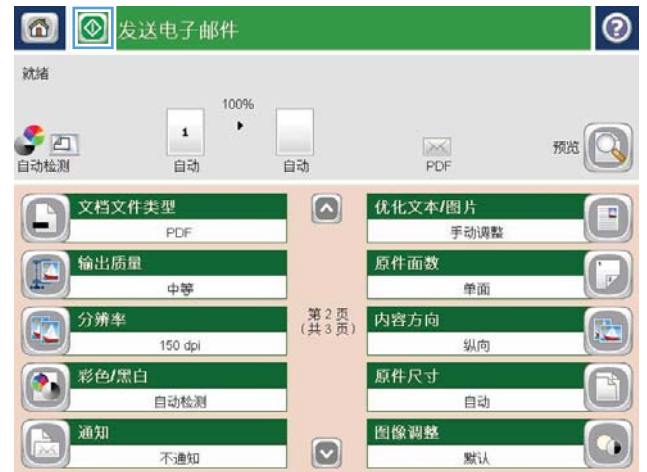 发送电子邮件
?
就绪
100%
1
自动检测
自动
自动
PDF
预览
文档文件类型
PDF
优化文本/图片
手动调整
输出质量
中等
原件面数
单面
分辨率
150 dpi
第 2 页
(共 3 页)
内容方向
纵向
彩色/黑白
自动检测
原件尺寸
自动
通知
不通知
图像调整
默认